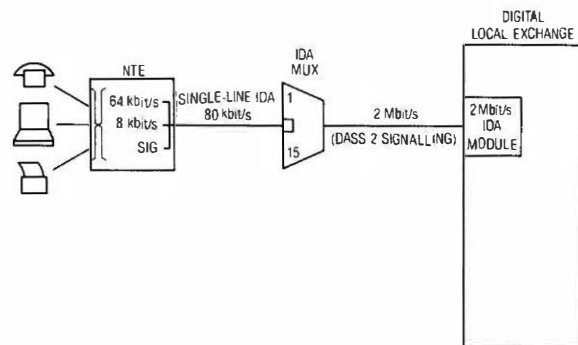 DIGITAL
LOCAL EXCHANGE
NTE
64 kbit/s
8 kbit/s
SIG
SINGLE-LINE IDA
80 kbit/s
IDA
MUX
1
15
2 Mbit/s
(DASS 2 SIGNALLING)
2 Mbit/s
IDA
MODULE